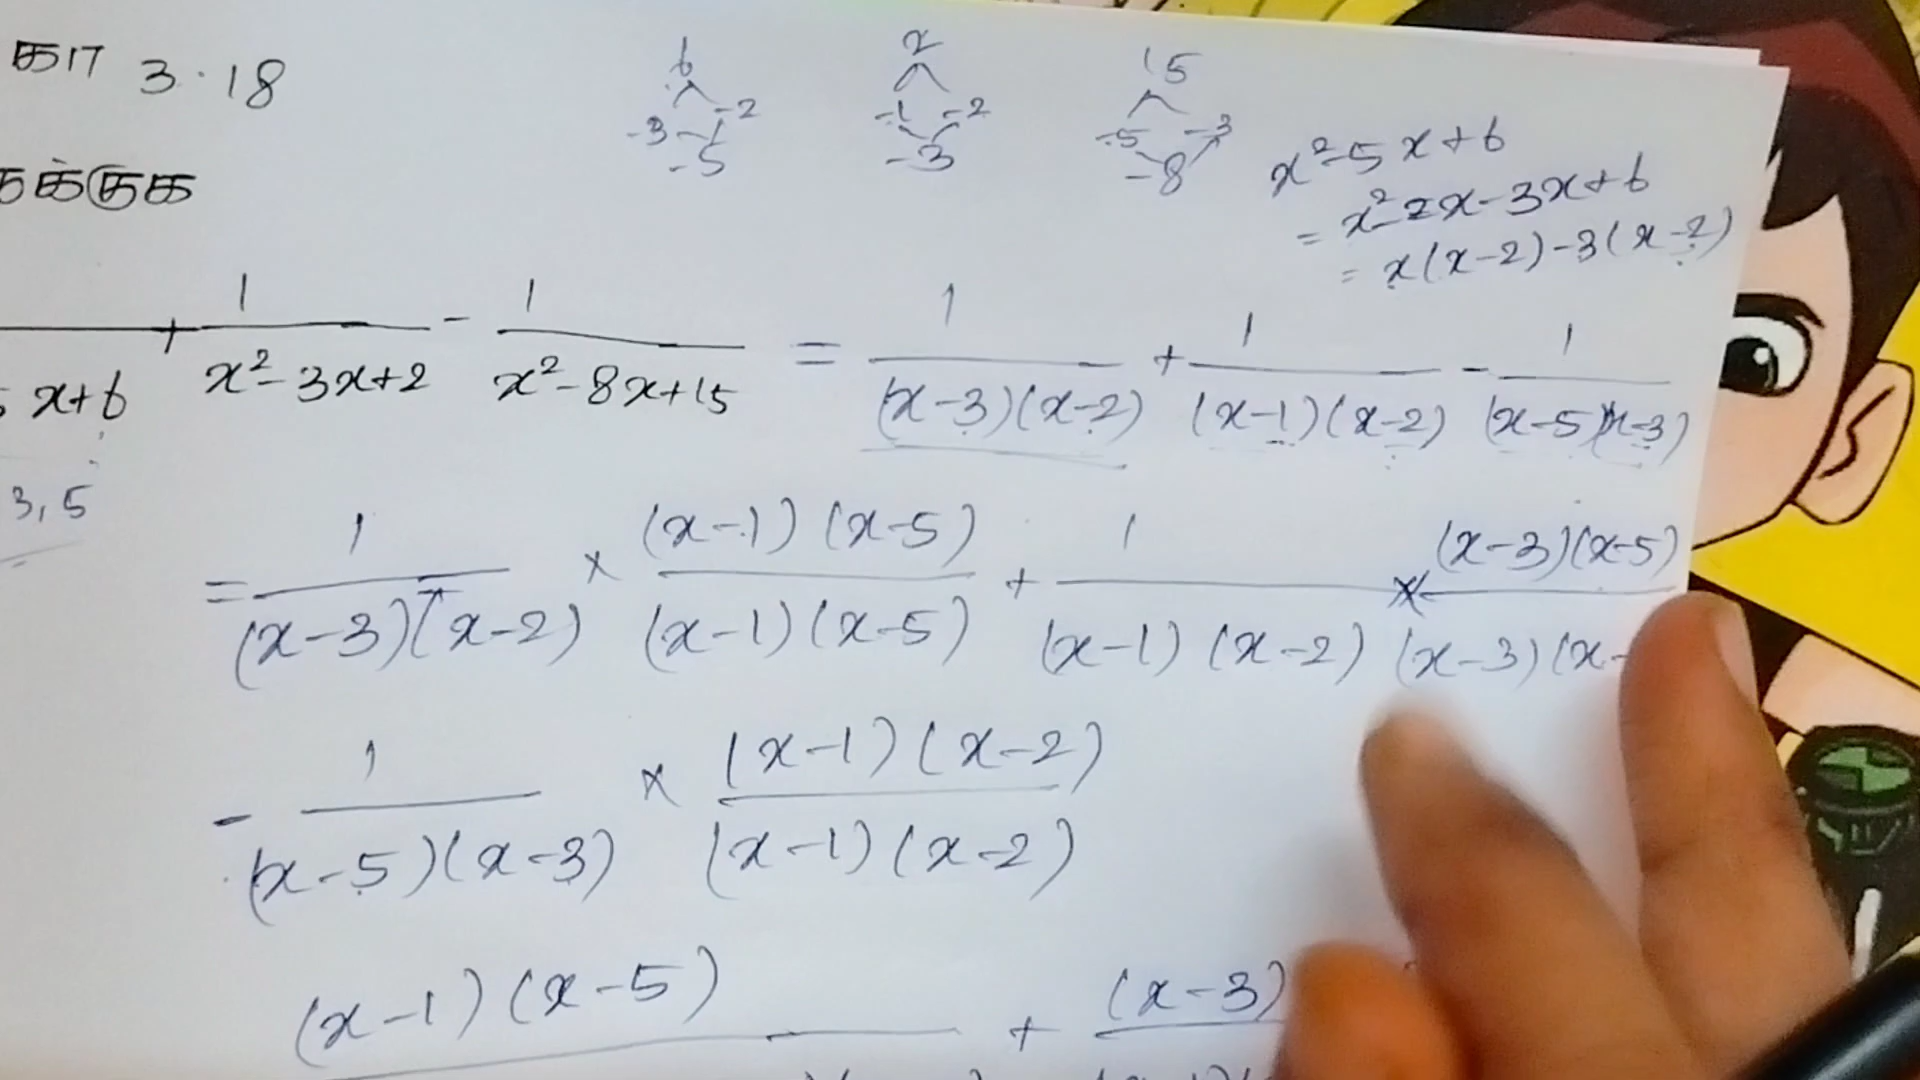 கா 3.18
க்குக
6
-3 -2
-5
2
-1 -2
-3
15
-5 -3
-8
x²-5x+6
= x²-2x-3x+6
= x(x-2)-3(x-2)
x+6 + 1/(x²-3x+2) - 1/(x²-8x+15) = 1/((x-3)(x-2)) + 1/((x-1)(x-2)) - 1/((x-5)(x-3))
3,5
= 1/((x-3)(x-2)) × ((x-1)(x-5))/((x-1)(x-5)) + 1/((x-1)(x-2)) × ((x-3)(x-5))/((x-3)(x-
- 1/((x-5)(x-3)) × ((x-1)(x-2))/((x-1)(x-2))
(x-1)(x-5) + (x-3)